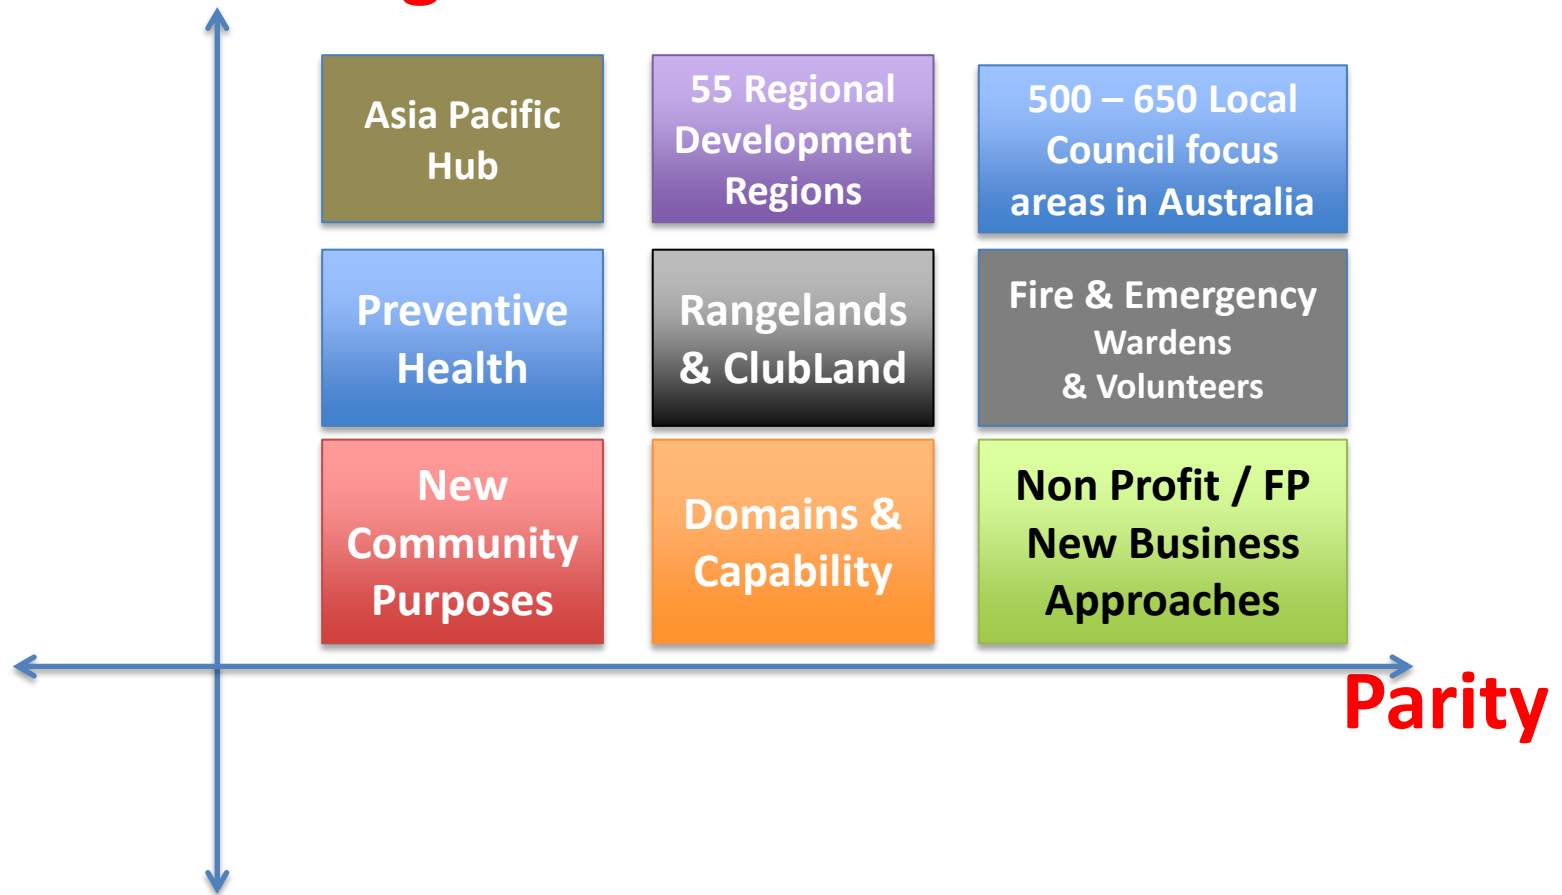 Asia Pacific
Hub
55 Regional
Development
Regions
500 – 650 Local
Council focus
areas in Australia
Preventive
Health
Rangelands
& ClubLand
Fire & Emergency
Wardens
& Volunteers
New
Community
Purposes
Domains &
Capability
Non Profit / FP
New Business
Approaches
Parity